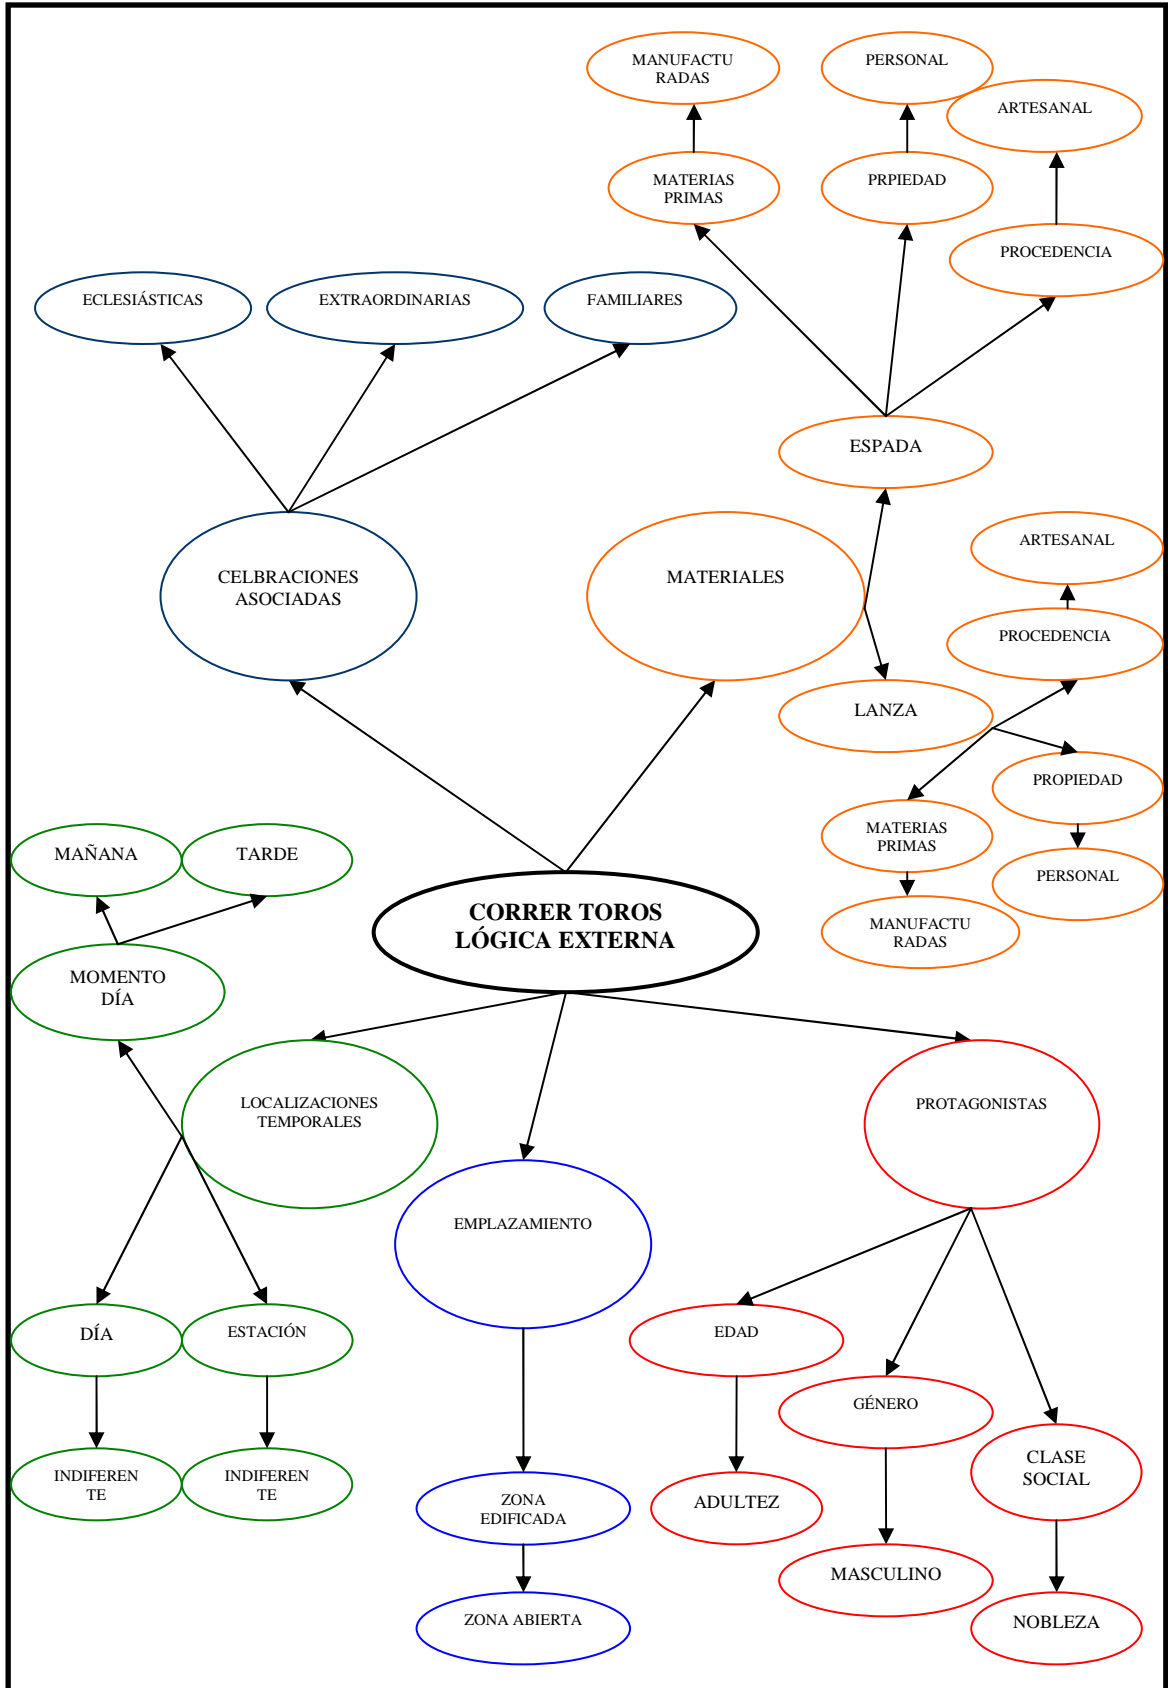 MANUFACTU
RADAS
PERSONAL
ARTESANAL
MATERIAS
PRIMAS
PRPIEDAD
PROCEDENCIA
ECLESIÁSTICAS
EXTRAORDINARIAS
FAMILIARES
ESPADA
CELBRACIONES
ASOCIADAS
MATERIALES
ARTESANAL
PROCEDENCIA
LANZA
PROPIEDAD
MATERIAS
PRIMAS
PERSONAL
MANUFACTU
RADAS
MAÑANA
TARDE
CORRER TOROS
LÓGICA EXTERNA
MOMENTO
DÍA
LOCALIZACIONES
TEMPORALES
PROTAGONISTAS
EMPLAZAMIENTO
DÍA
ESTACIÓN
EDAD
GÉNERO
CLASE
SOCIAL
INDIFEREN
TE
INDIFEREN
TE
ZONA
EDIFICADA
ADULTEZ
MASCULINO
ZONA ABIERTA
NOBLEZA